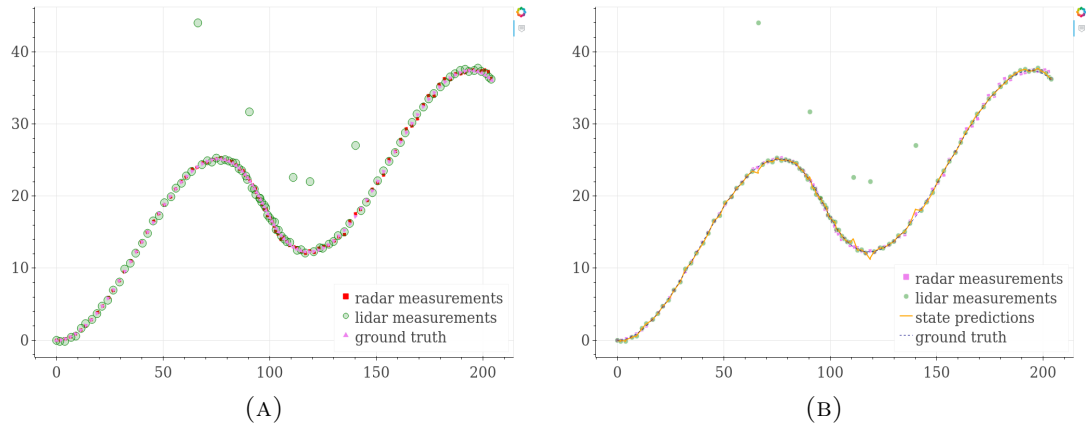 40
30
20
10
0
radar measurements
lidar measurements
ground truth
0 50 100 150 200
(A)
40
30
20
10
0
radar measurements
lidar measurements
state predictions
ground truth
0 50 100 150 200
(B)